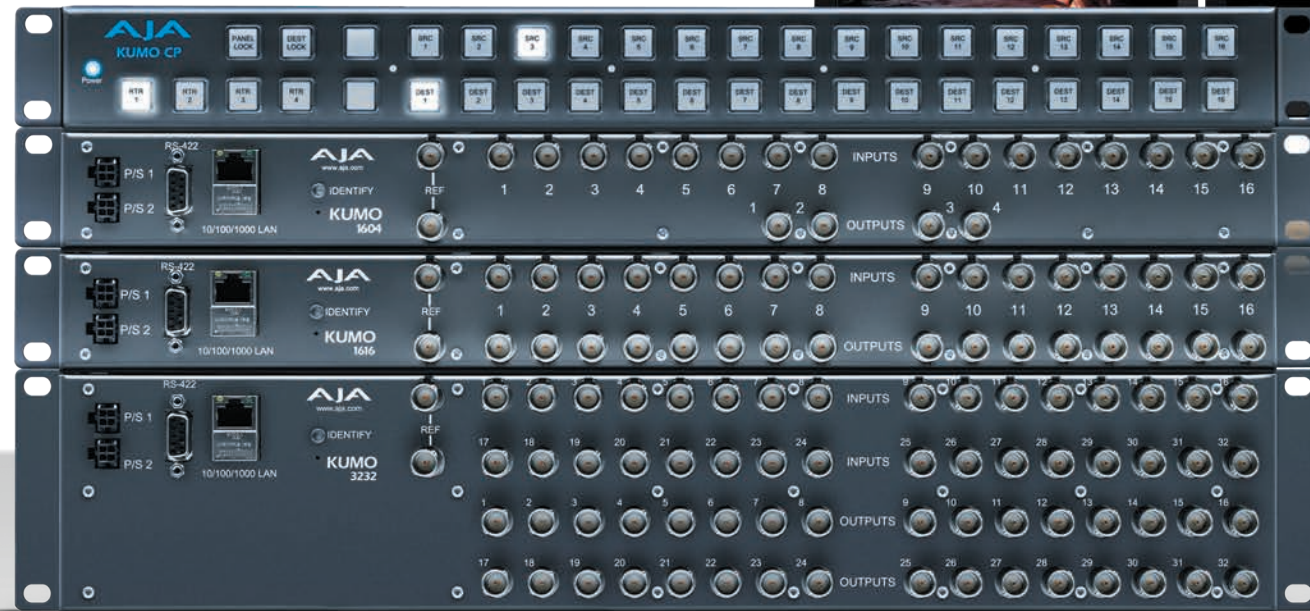 AJA
KUMO CP
Power
PANEL LOCK DEST LOCK SRC 1 SRC 2 SRC 3 SRC 4 SRC 5 SRC 6 SRC 7 SRC 8 SRC 9 SRC 10 SRC 11 SRC 12 SRC 13 SRC 14 SRC 15 SRC 16
RTR 1 RTR 2 RTR 3 RTR 4 DEST 1 DEST 2 DEST 3 DEST 4 DEST 5 DEST 6 DEST 7 DEST 8 DEST 9 DEST 10 DEST 11 DEST 12 DEST 13 DEST 14 DEST 15 DEST 16
P/S 1
P/S 2
RS-422
10/100/1000 LAN
AJA
www.aja.com
IDENTIFY
KUMO
1604
REF
INPUTS
1 2 3 4 5 6 7 8 9 10 11 12 13 14 15 16
1 2 3 4
OUTPUTS
P/S 1
P/S 2
RS-422
10/100/1000 LAN
AJA
www.aja.com
IDENTIFY
KUMO
1616
REF
INPUTS
1 2 3 4 5 6 7 8 9 10 11 12 13 14 15 16
OUTPUTS
P/S 1
P/S 2
RS-422
10/100/1000 LAN
AJA
www.aja.com
IDENTIFY
KUMO
3232
REF
1 2 3 4 5 6 7 8 INPUTS 9 10 11 12 13 14 15 16
17 18 19 20 21 22 23 24 INPUTS 25 26 27 28 29 30 31 32
1 2 3 4 5 6 7 8 OUTPUTS 9 10 11 12 13 14 15 16
17 18 19 20 21 22 23 24 OUTPUTS 25 26 27 28 29 30 31 32